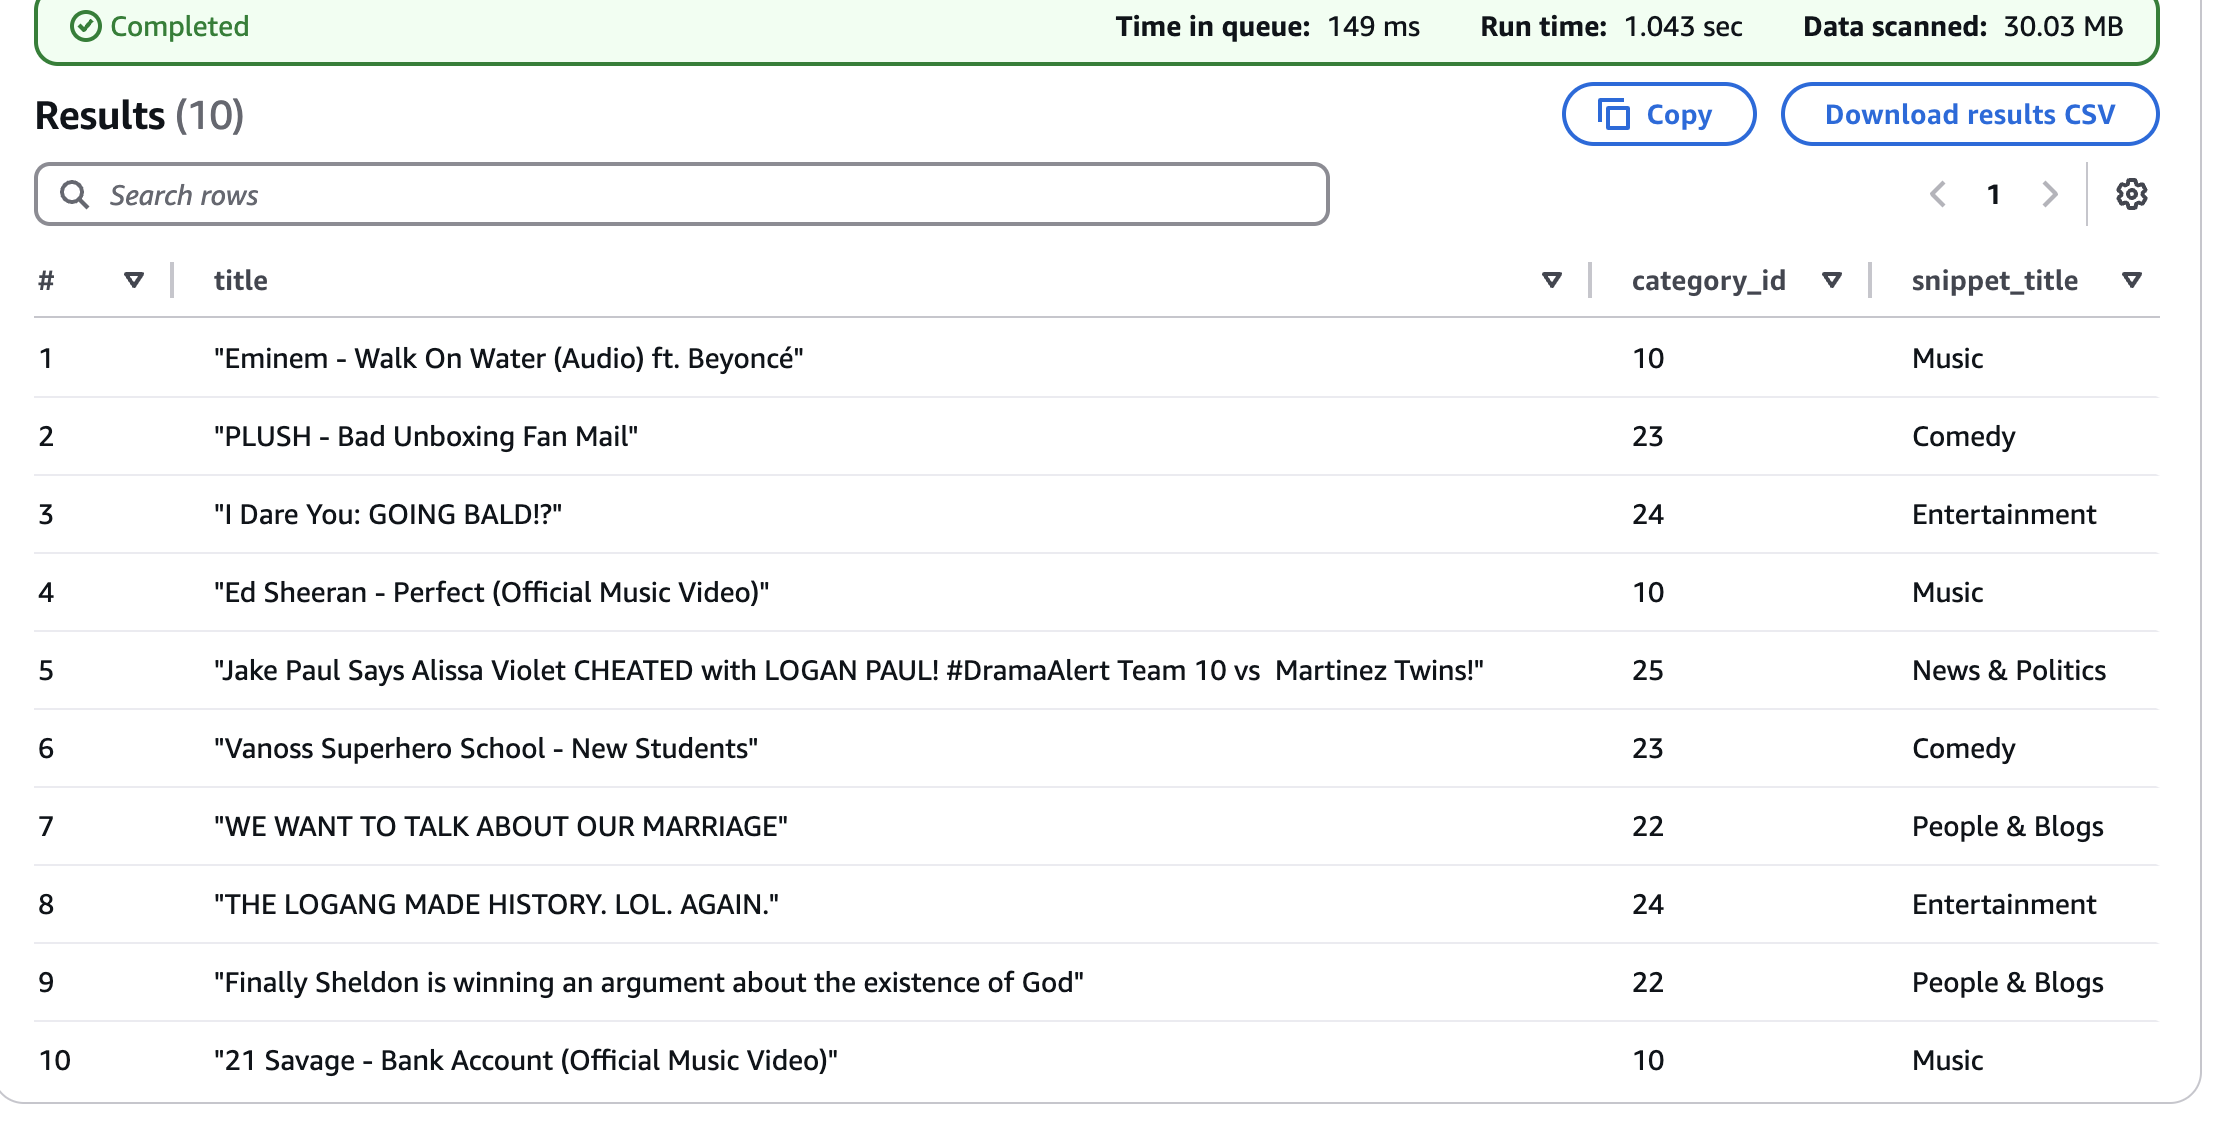 Completed Time in queue: 149 ms Run time: 1.043 sec Data scanned: 30.03 MB
Results (10) Copy Download results CSV
Search rows 1
# title category_id snippet_title
1 "Eminem - Walk On Water (Audio) ft. Beyoncé" 10 Music
2 "PLUSH - Bad Unboxing Fan Mail" 23 Comedy
3 "I Dare You: GOING BALD!?" 24 Entertainment
4 "Ed Sheeran - Perfect (Official Music Video)" 10 Music
5 "Jake Paul Says Alissa Violet CHEATED with LOGAN PAUL! #DramaAlert Team 10 vs  Martinez Twins!" 25 News & Politics
6 "Vanoss Superhero School - New Students" 23 Comedy
7 "WE WANT TO TALK ABOUT OUR MARRIAGE" 22 People & Blogs
8 "THE LOGANG MADE HISTORY. LOL. AGAIN." 24 Entertainment
9 "Finally Sheldon is winning an argument about the existence of God" 22 People & Blogs
10 "21 Savage - Bank Account (Official Music Video)" 10 Music